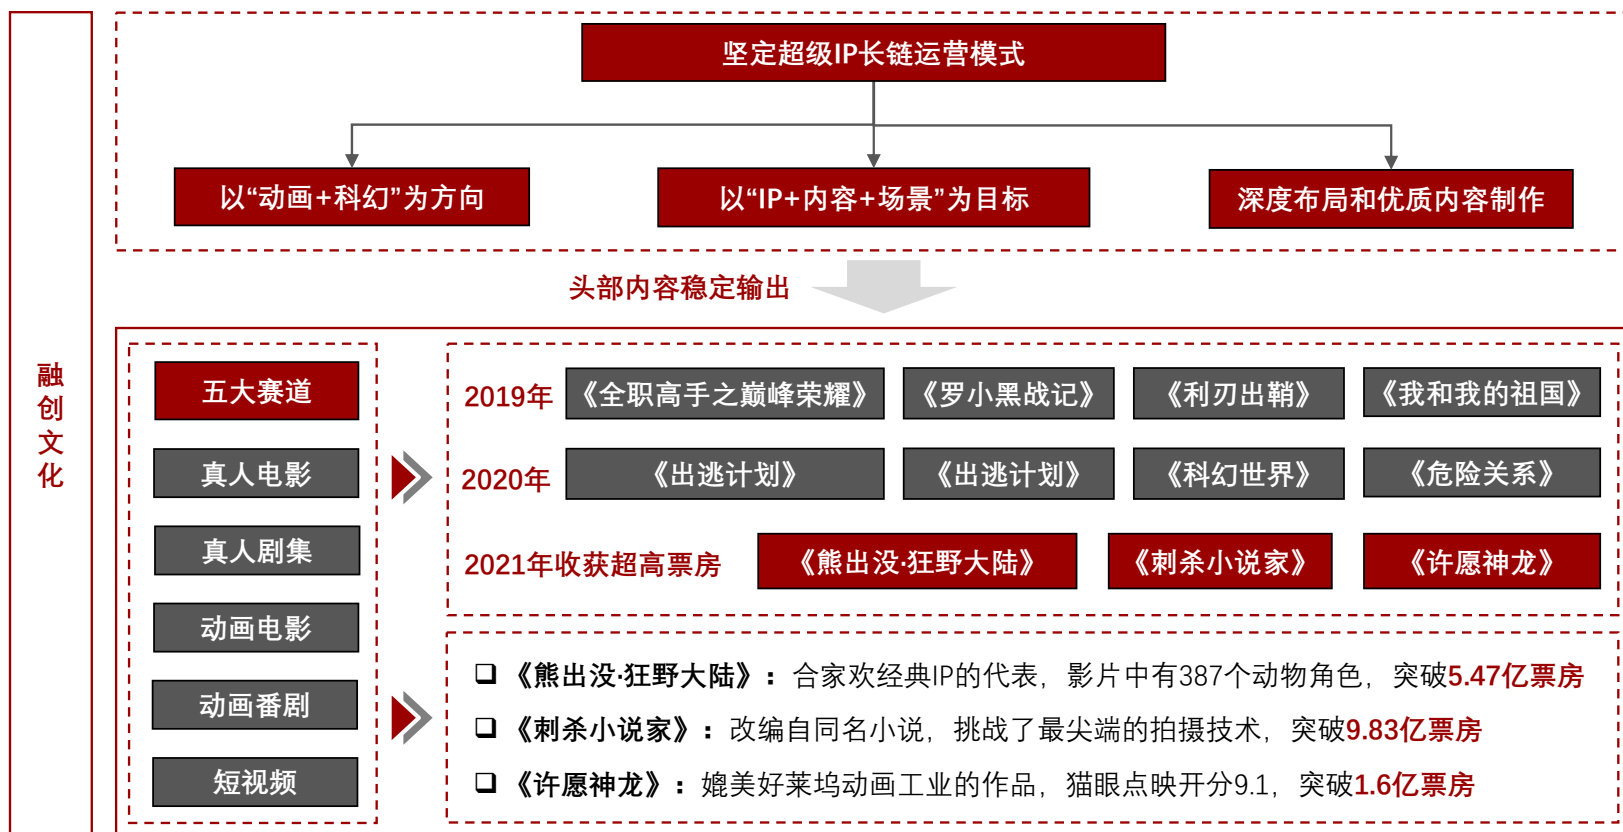 融创文化
坚定超级IP长链运营模式
以“动画+科幻”为方向
以“IP+内容+场景”为目标
深度布局和优质内容制作
头部内容稳定输出
五大赛道
真人电影
真人剧集
动画电影
动画番剧
短视频
2019年 《全职高手之巅峰荣耀》 《罗小黑战记》 《利刃出鞘》 《我和我的祖国》
2020年 《出逃计划》 《出逃计划》 《科幻世界》 《危险关系》
2021年收获超高票房 《熊出没·狂野大陆》 《刺杀小说家》 《许愿神龙》
❑ 《熊出没·狂野大陆》：合家欢经典IP的代表，影片中有387个动物角色，突破5.47亿票房
❑ 《刺杀小说家》：改编自同名小说，挑战了最尖端的拍摄技术，突破9.83亿票房
❑ 《许愿神龙》：媲美好莱坞动画工业的作品，猫眼点映开分9.1，突破1.6亿票房